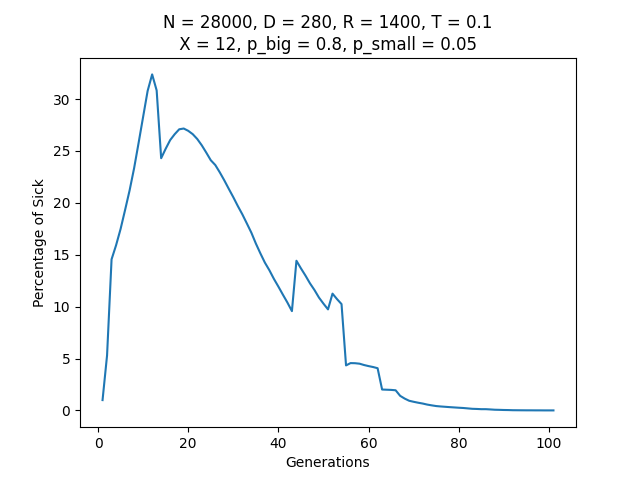 N = 28000, D = 280, R = 1400, T = 0.1
X = 12, p_big = 0.8, p_small = 0.05
30
25
20
15
10
5
0
Percentage of Sick
0 20 40 60 80 100
Generations